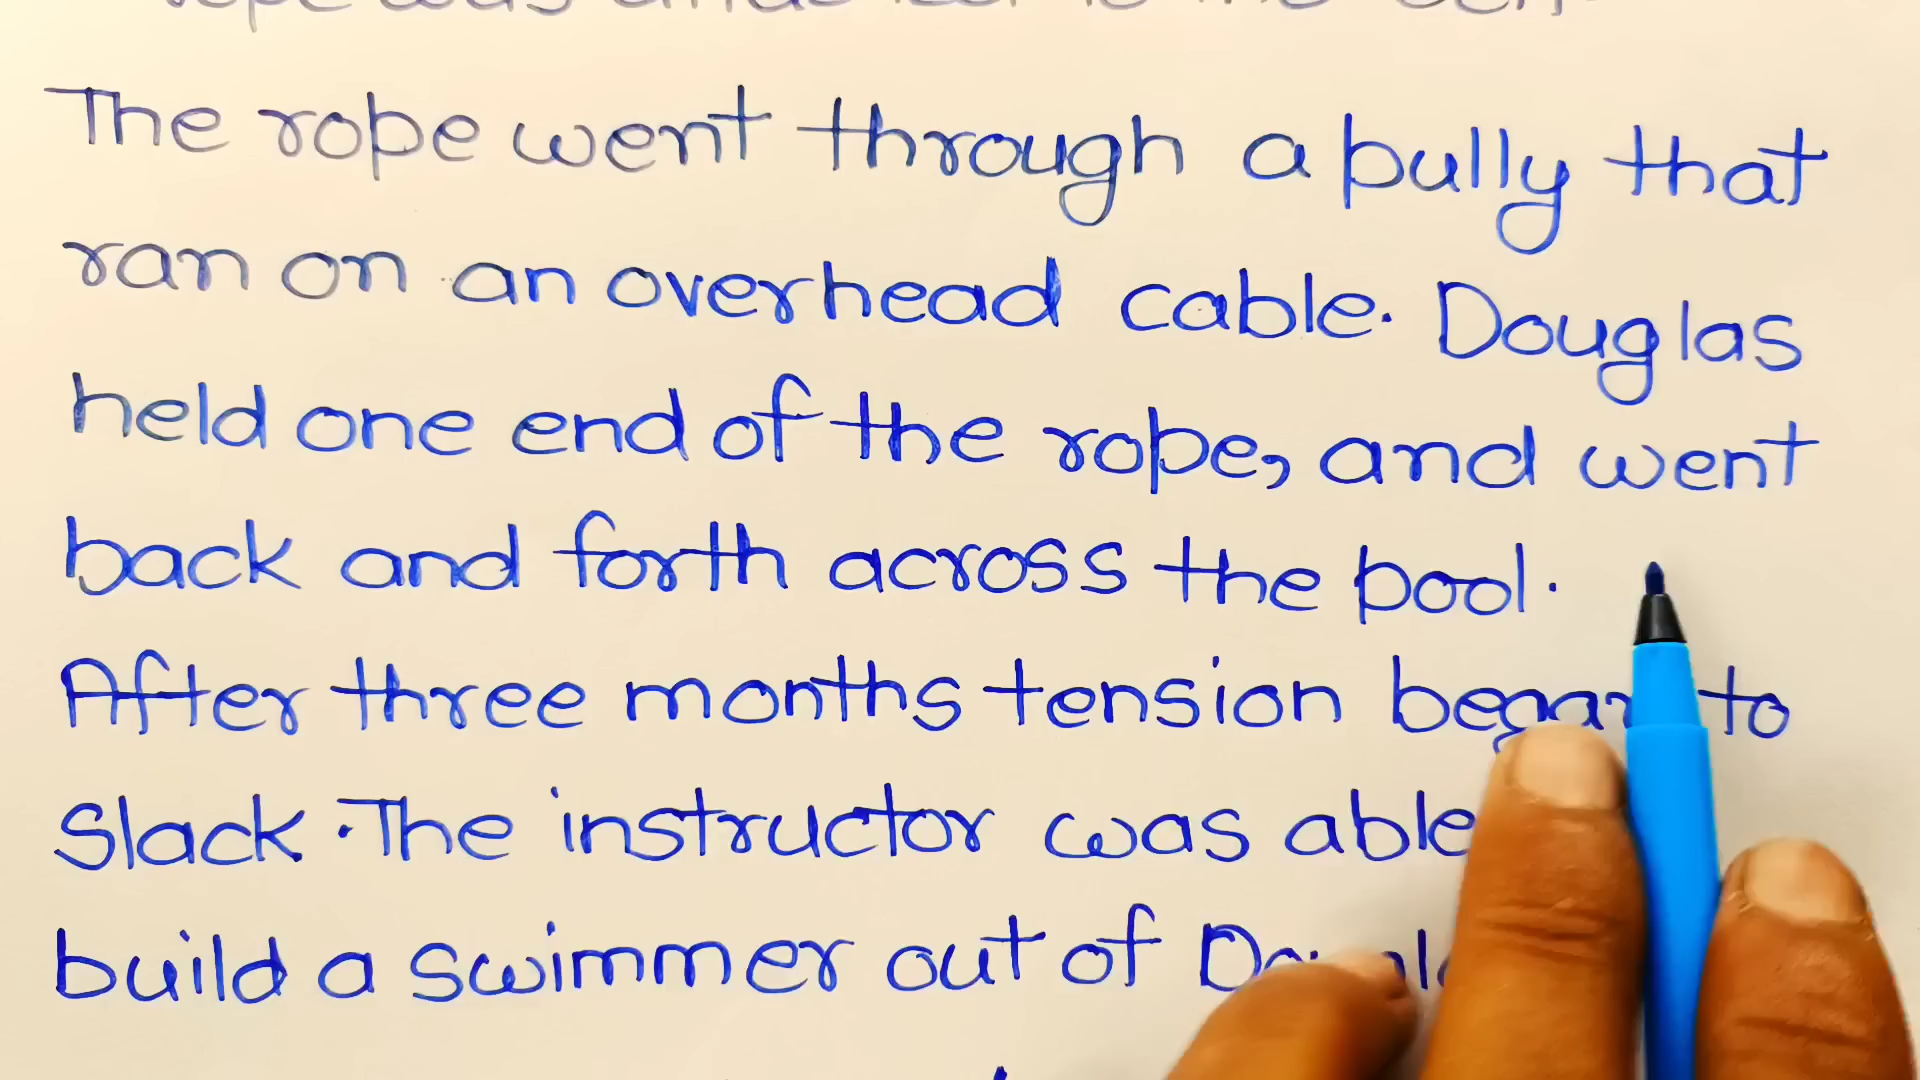 The rope went through a pully that
ran on an overhead cable. Douglas
held one end of the rope, and went
back and forth across the pool.
After three months tension began to
Slack. The instructor was able
build a swimmer out of